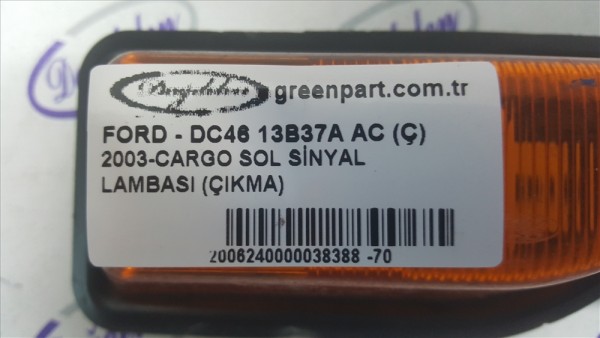 greenpart.com.tr
FORD - DC46 13B37A AC (Ç)
2003-CARGO SOL SİNYAL
LAMBASI (ÇIKMA)
2006240000038388 -70